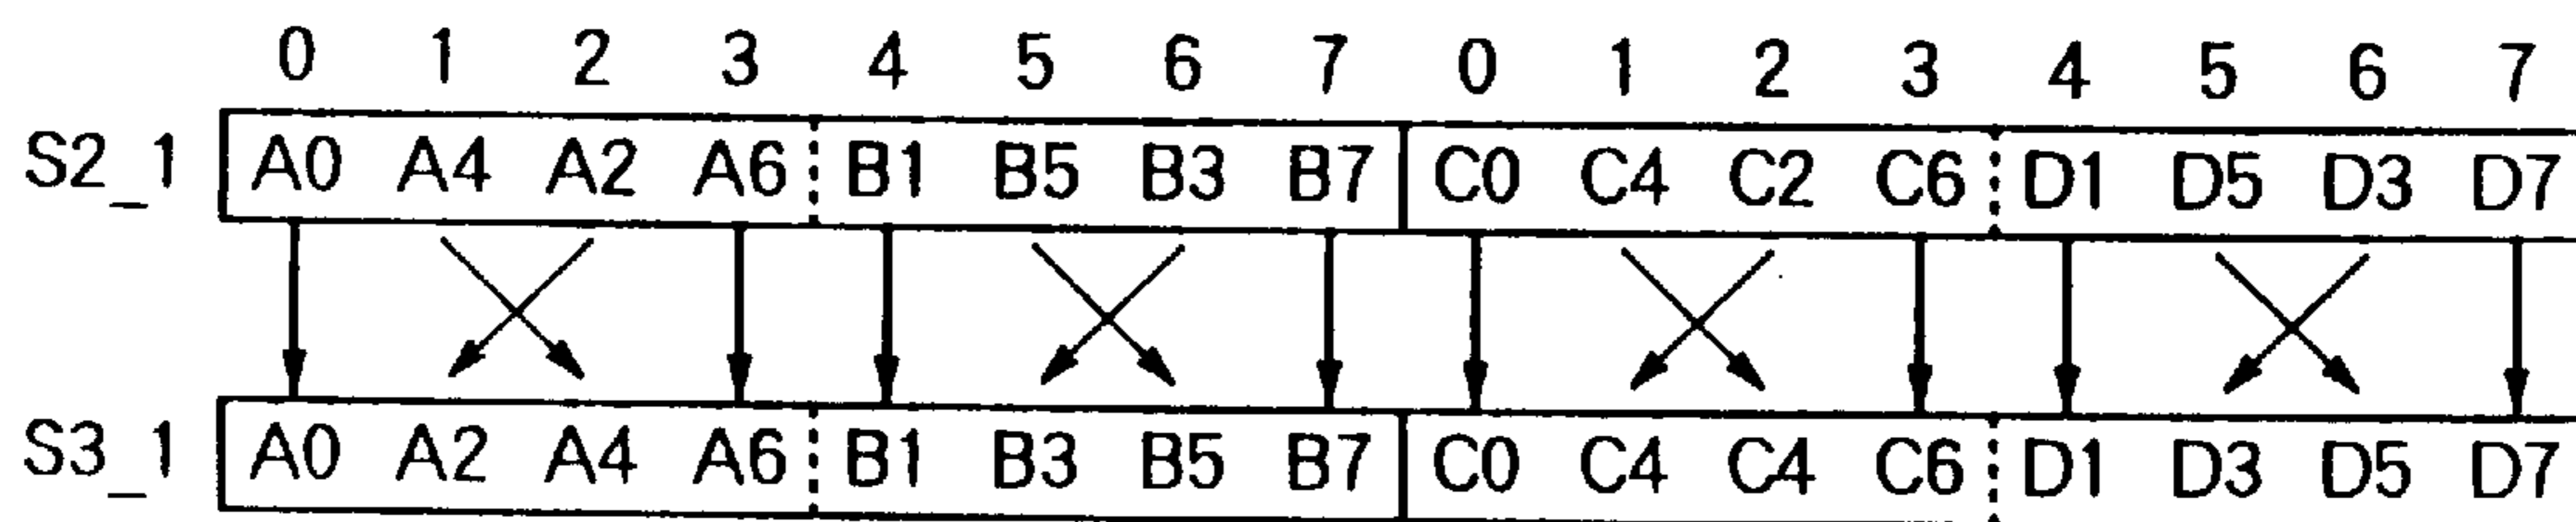 0 1 2 3 4 5 6 7 0 1 2 3 4 5 6 7
S2_1 A0 A4 A2 A6 B1 B5 B3 B7 C0 C4 C2 C6 D1 D5 D3 D7
S3_1 A0 A2 A4 A6 B1 B3 B5 B7 C0 C4 C4 C6 D1 D3 D5 D7